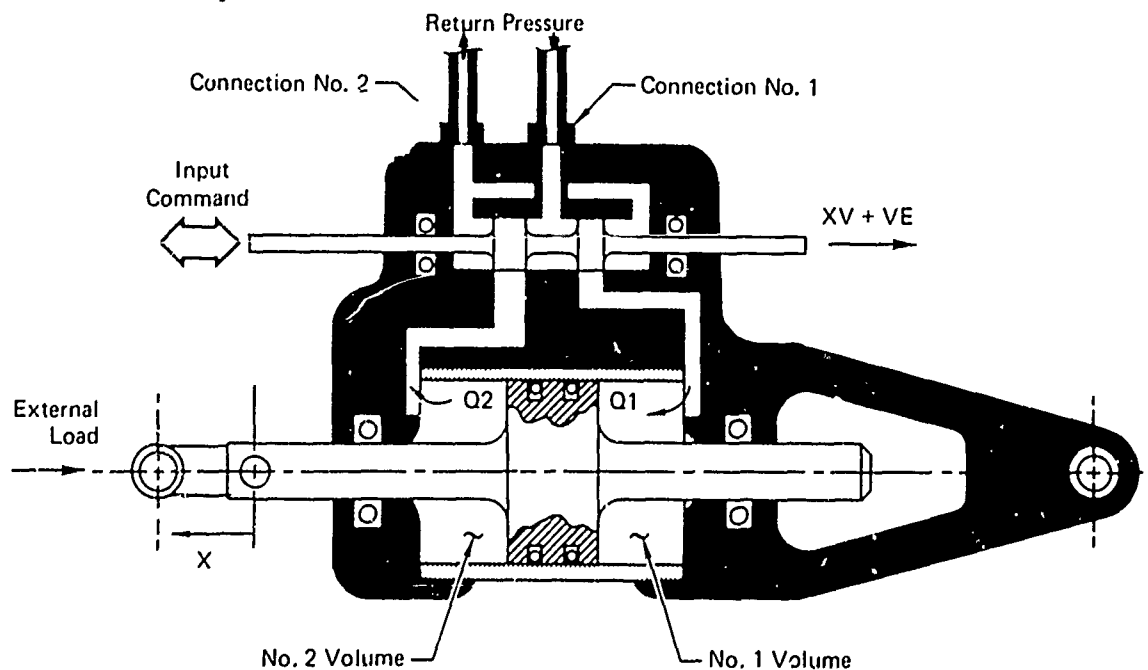 Return Pressure
Connection No. 2
Connection No. 1
Input
Command
XV + VE
Q2
Q1
External
Load
X
No. 2 Volume
No. 1 Volume